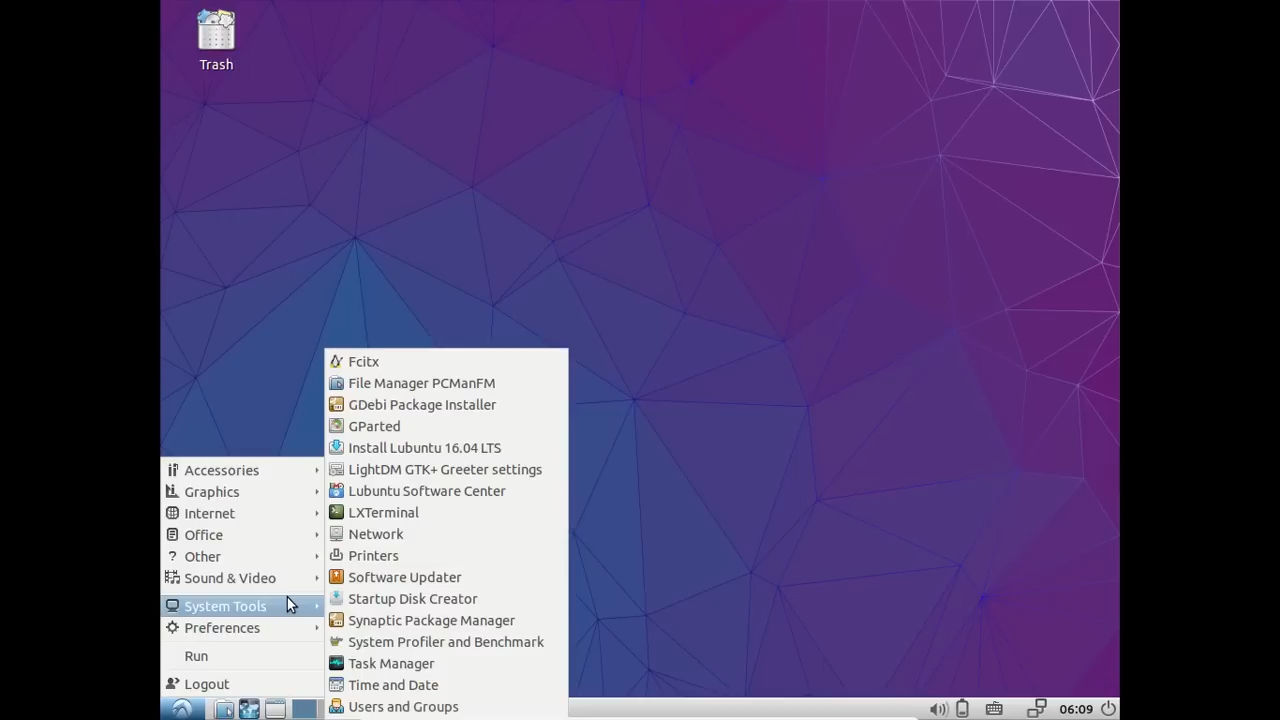 Trash
Fcitx
File Manager PCManFM
GDebi Package Installer
GParted
Install Lubuntu 16.04 LTS
LightDM GTK+ Greeter settings
Lubuntu Software Center
LXTerminal
Network
Printers
Software Updater
Startup Disk Creator
Synaptic Package Manager
System Profiler and Benchmark
Task Manager
Time and Date
Users and Groups
Accessories
Graphics
Internet
Office
Other
Sound & Video
System Tools
Preferences
Run
Logout
06:09